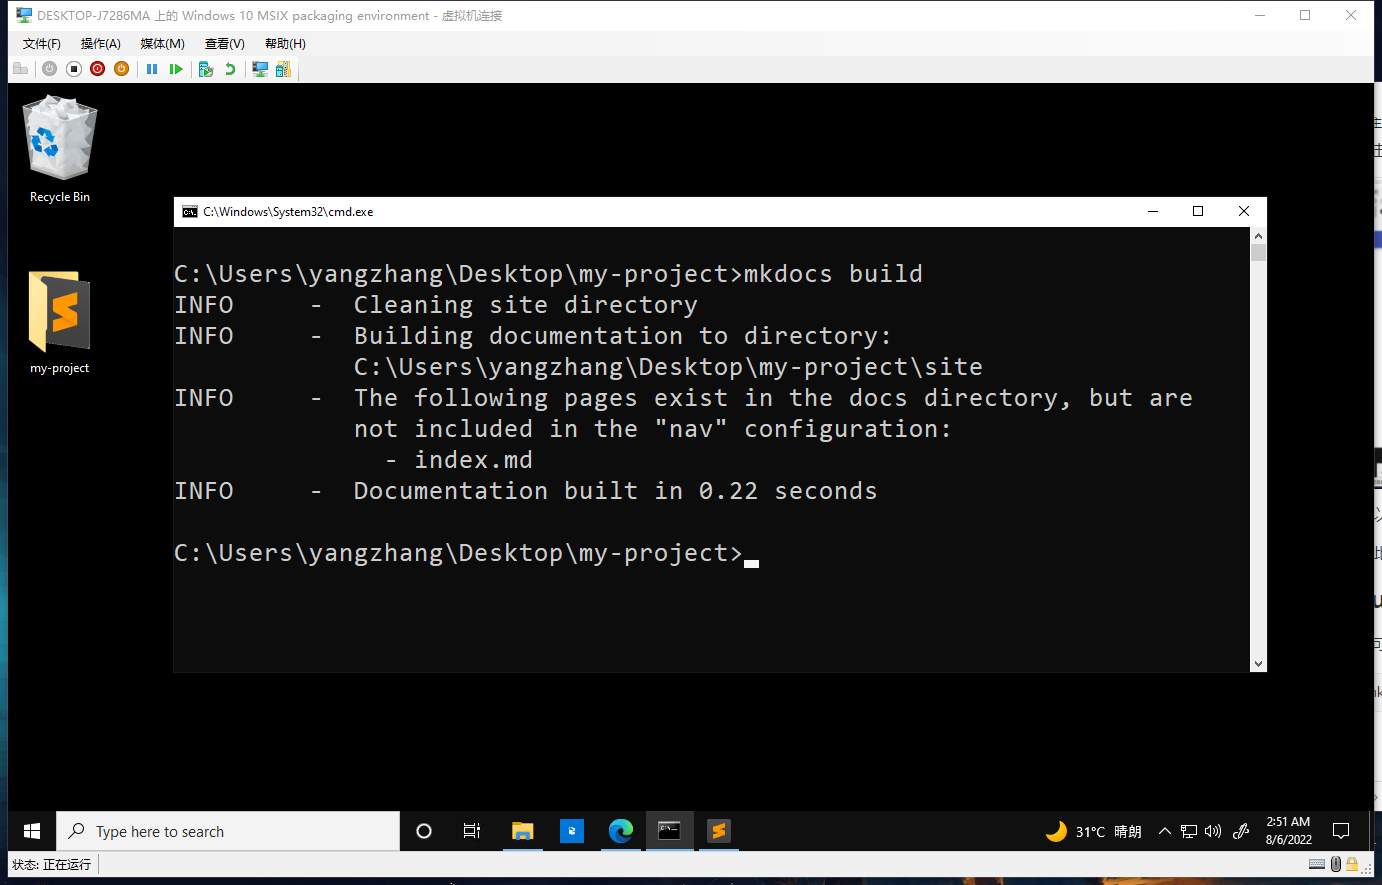 DESKTOP-J7286MA 上的 Windows 10 MSIX packaging environment - 虚拟机连接
文件(F) 操作(A) 媒体(M) 查看(V) 帮助(H)
Recycle Bin
my-project
C:\Windows\System32\cmd.exe
C:\Users\yangzhang\Desktop\my-project>mkdocs build
INFO - Cleaning site directory
INFO - Building documentation to directory:
C:\Users\yangzhang\Desktop\my-project\site
INFO - The following pages exist in the docs directory, but are
not included in the "nav" configuration:
- index.md
INFO - Documentation built in 0.22 seconds
C:\Users\yangzhang\Desktop\my-project>
Type here to search
31°C 晴朗
2:51 AM
8/6/2022
状态: 正在运行